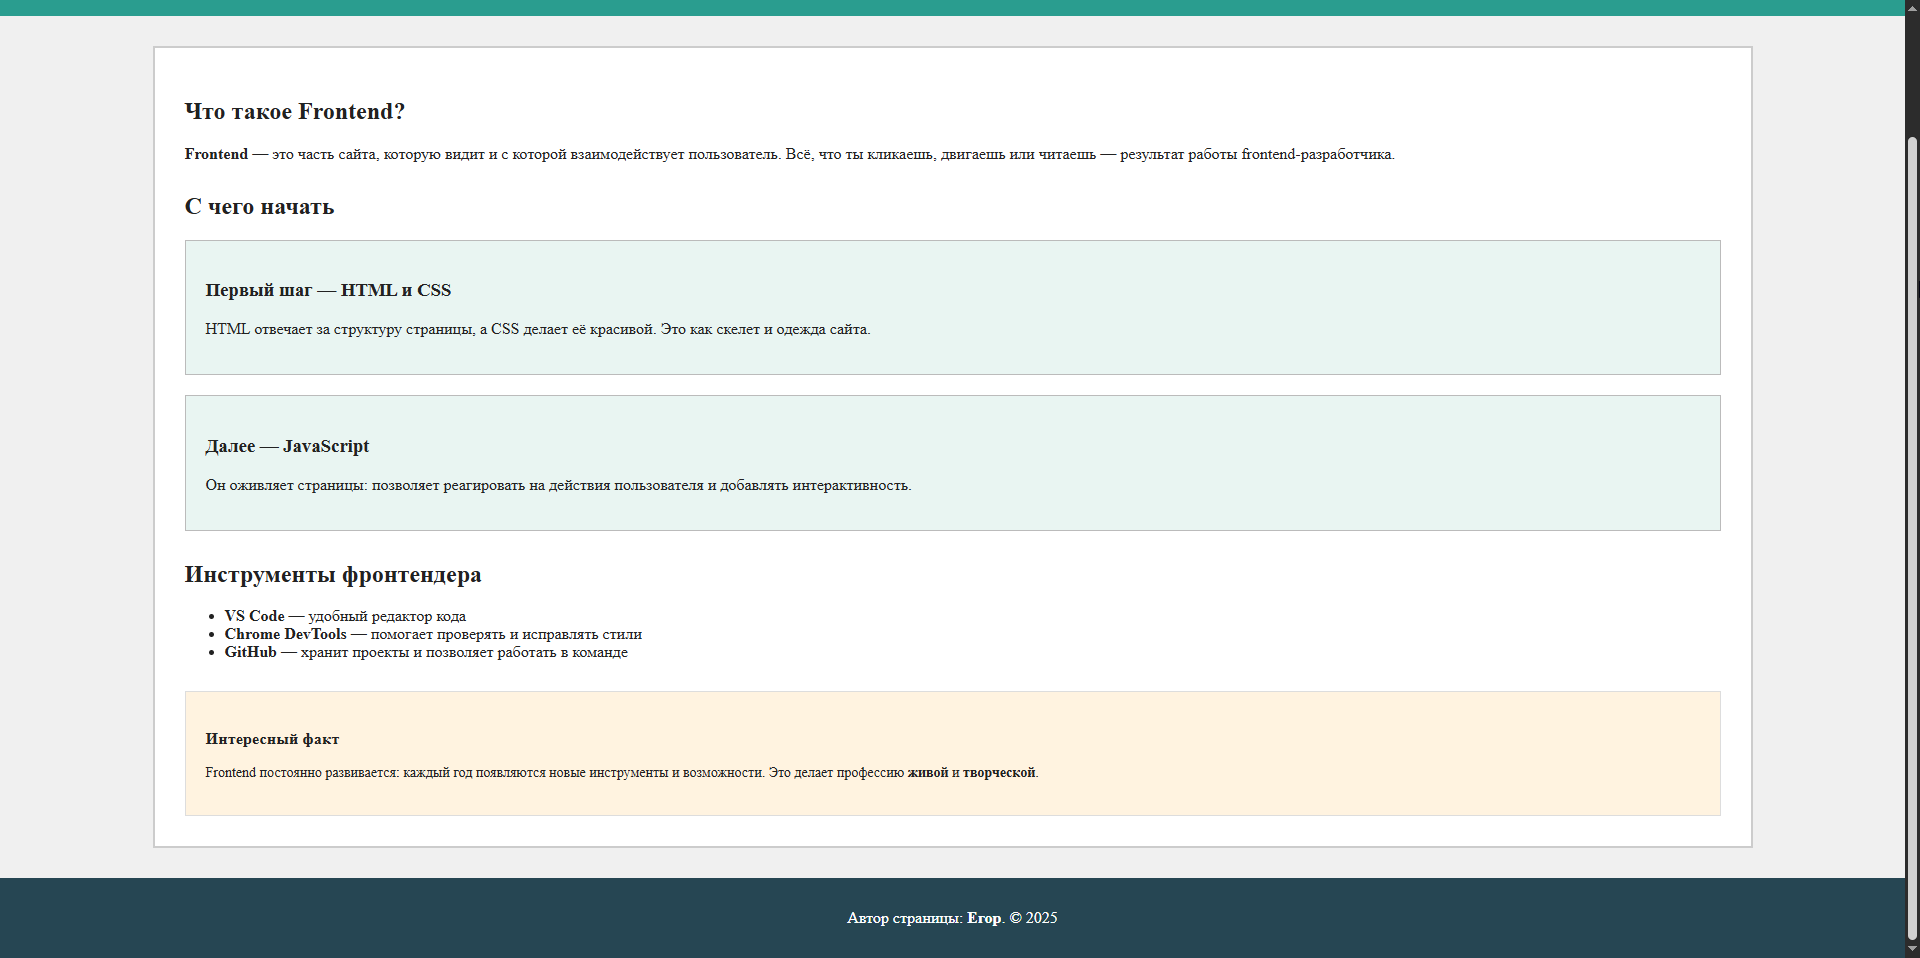 Что такое Frontend?
Frontend — это часть сайта, которую видит и с которой взаимодействует пользователь. Всё, что ты кликаешь, двигаешь или читаешь — результат работы frontend-разработчика.
С чего начать
Первый шаг — HTML и CSS
HTML отвечает за структуру страницы, а CSS делает её красивой. Это как скелет и одежда сайта.
Далее — JavaScript
Он оживляет страницы: позволяет реагировать на действия пользователя и добавлять интерактивность.
Инструменты фронтендера
• VS Code — удобный редактор кода
• Chrome DevTools — помогает проверять и исправлять стили
• GitHub — хранит проекты и позволяет работать в команде
Интересный факт
Frontend постоянно развивается: каждый год появляются новые инструменты и возможности. Это делает профессию живой и творческой.
Автор страницы: Егор. © 2025